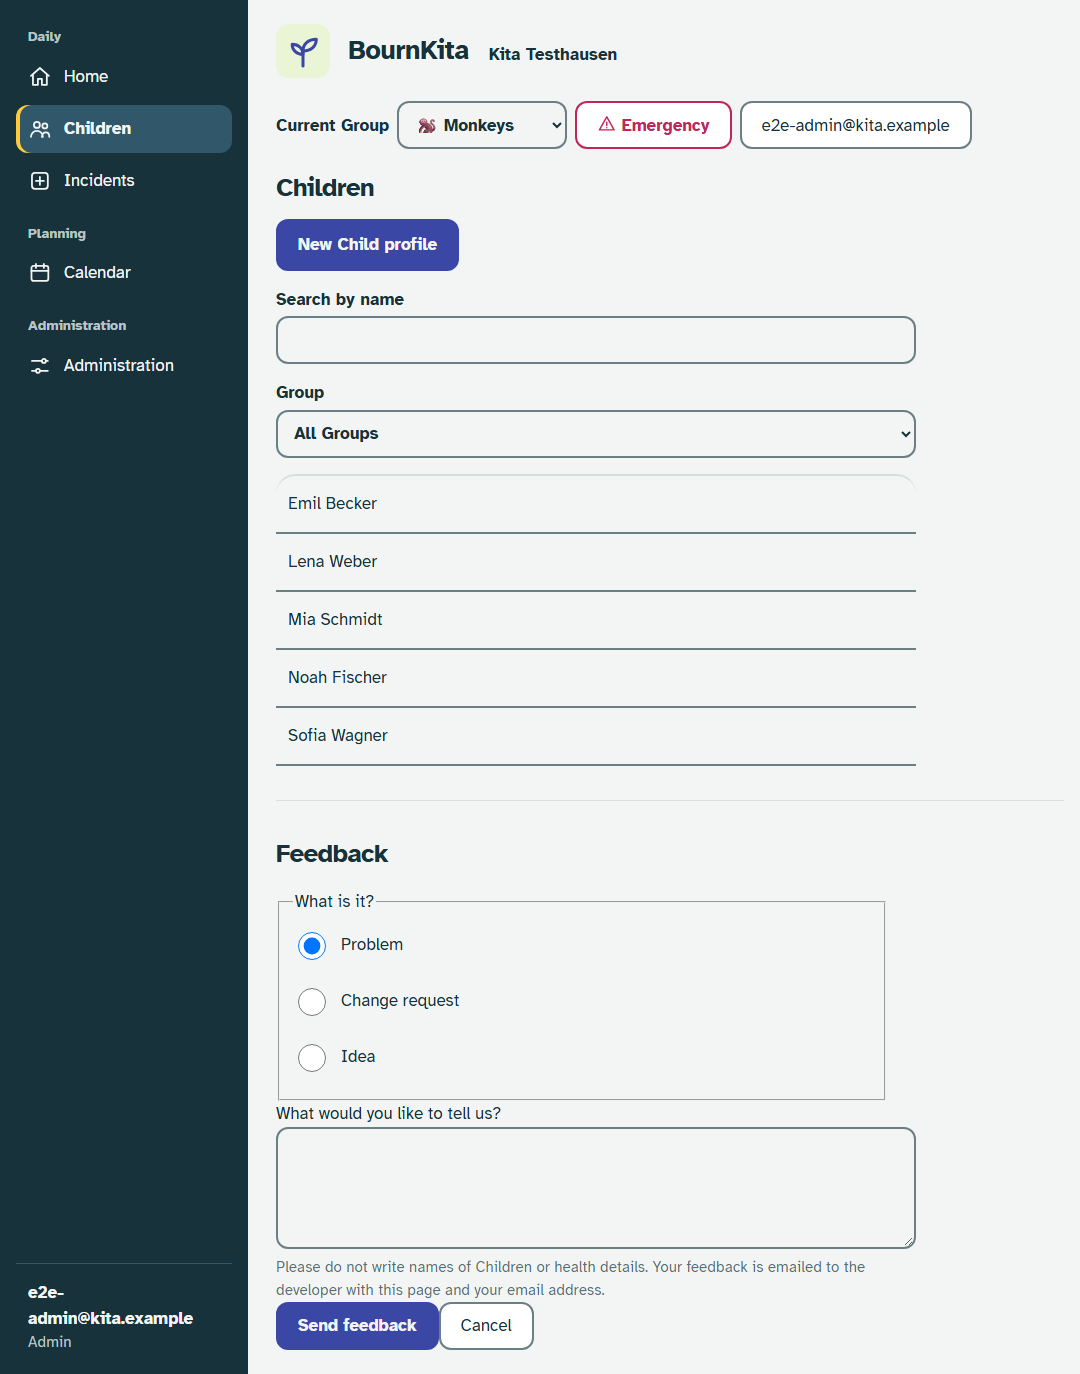 Daily
Home
Children
Incidents
Planning
Calendar
Administration
Administration
e2e-
admin@kita.example
Admin
BournKita
Kita Testhausen
Current Group
Monkeys
Emergency
e2e-admin@kita.example
Children
New Child profile
Search by name
Group
All Groups
Emil Becker
Lena Weber
Mia Schmidt
Noah Fischer
Sofia Wagner
Feedback
What is it?
Problem
Change request
Idea
What would you like to tell us?
Please do not write names of Children or health details. Your feedback is emailed to the
developer with this page and your email address.
Send feedback
Cancel